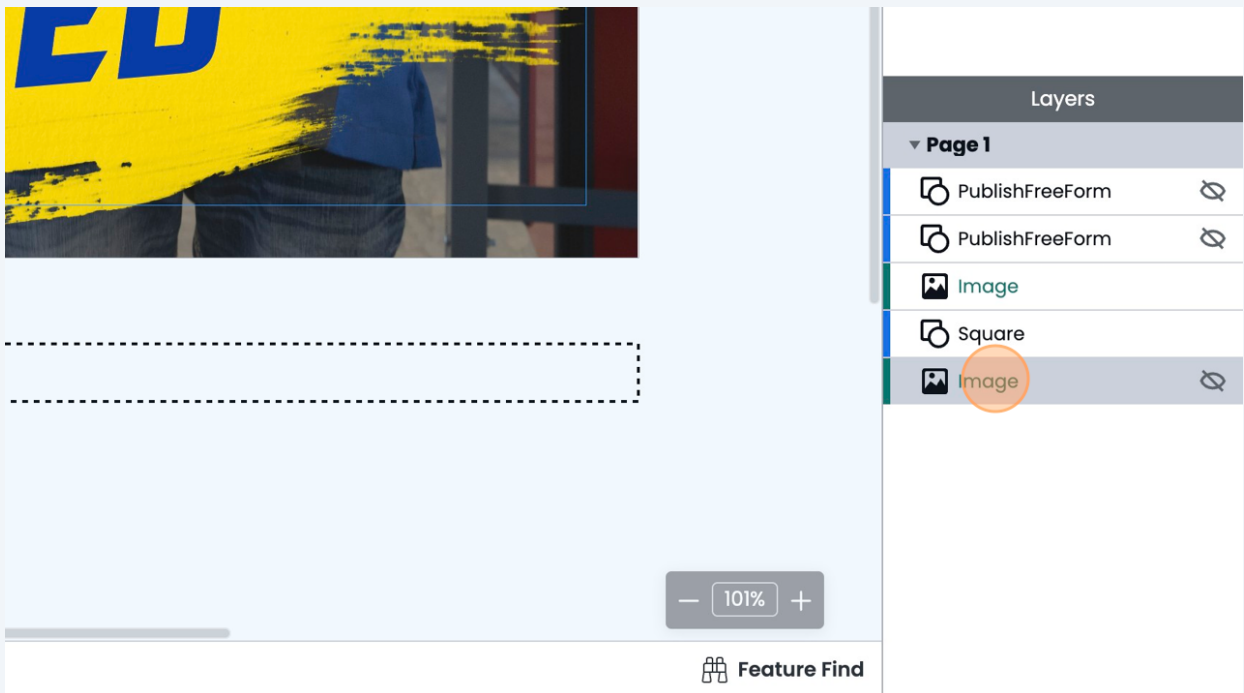 ED
Layers
Page 1
PublishFreeForm
PublishFreeForm
Image
Square
Image
101%
Feature Find